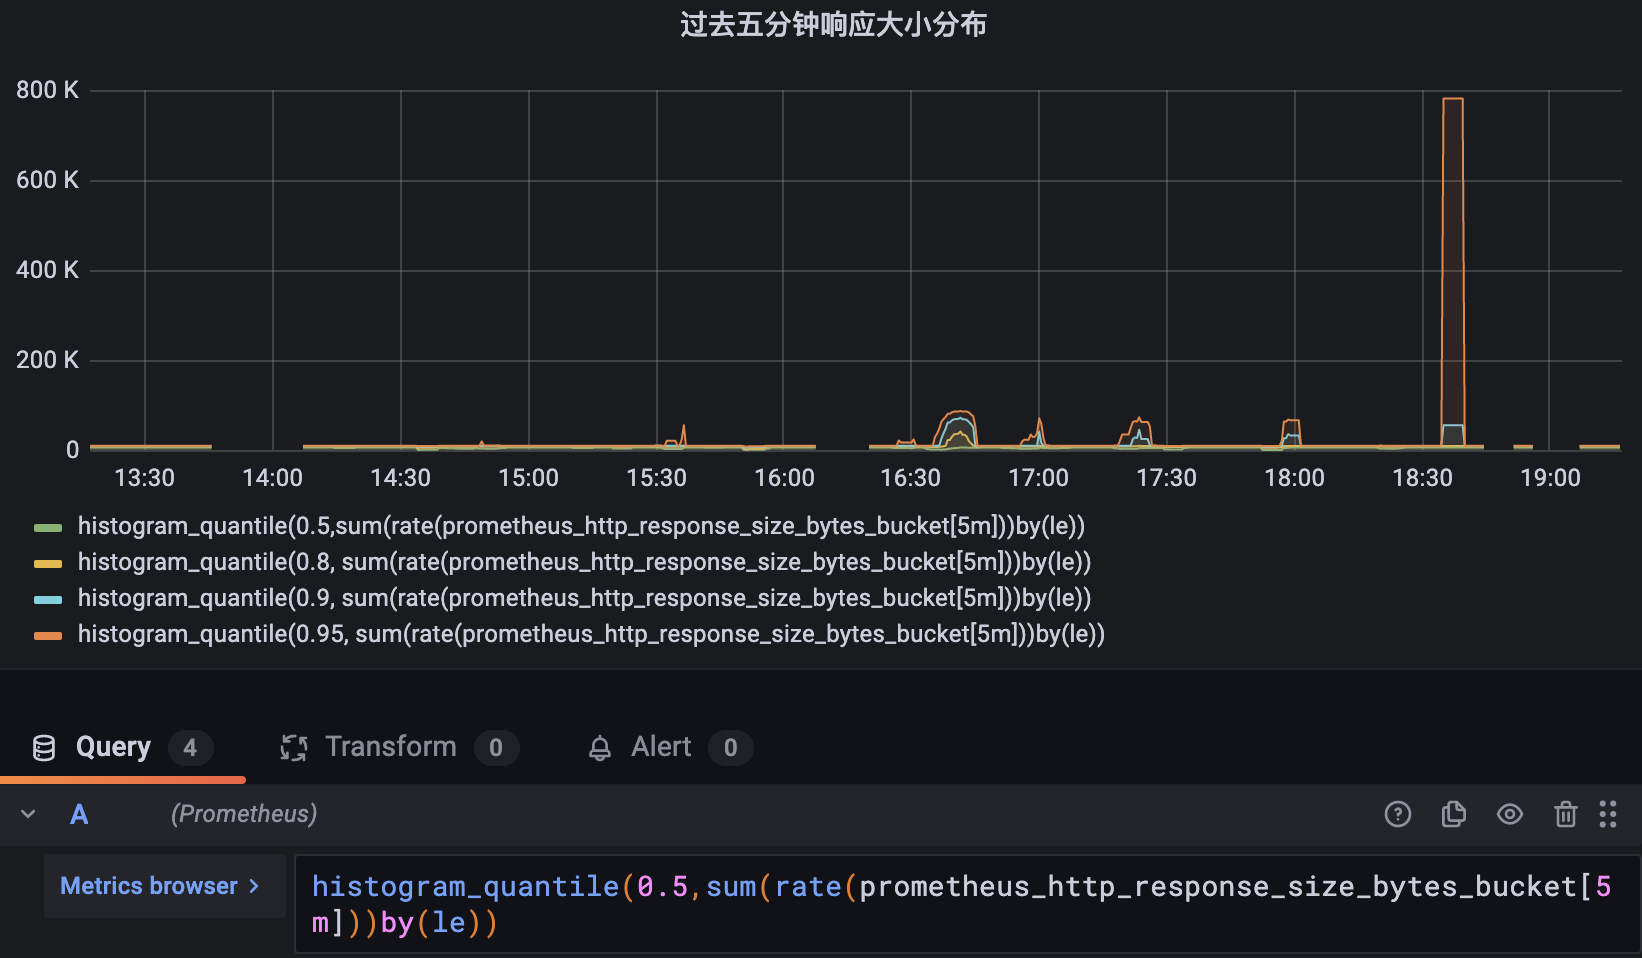 过去五分钟响应大小分布
800 K
600 K
400 K
200 K
0
13:30 14:00 14:30 15:00 15:30 16:00 16:30 17:00 17:30 18:00 18:30 19:00
histogram_quantile(0.5,sum(rate(prometheus_http_response_size_bytes_bucket[5m]))by(le))
histogram_quantile(0.8, sum(rate(prometheus_http_response_size_bytes_bucket[5m]))by(le))
histogram_quantile(0.9, sum(rate(prometheus_http_response_size_bytes_bucket[5m]))by(le))
histogram_quantile(0.95, sum(rate(prometheus_http_response_size_bytes_bucket[5m]))by(le))
Query 4 Transform 0 Alert 0
A (Prometheus)
Metrics browser >
histogram_quantile(0.5,sum(rate(prometheus_http_response_size_bytes_bucket[5
m]))by(le))